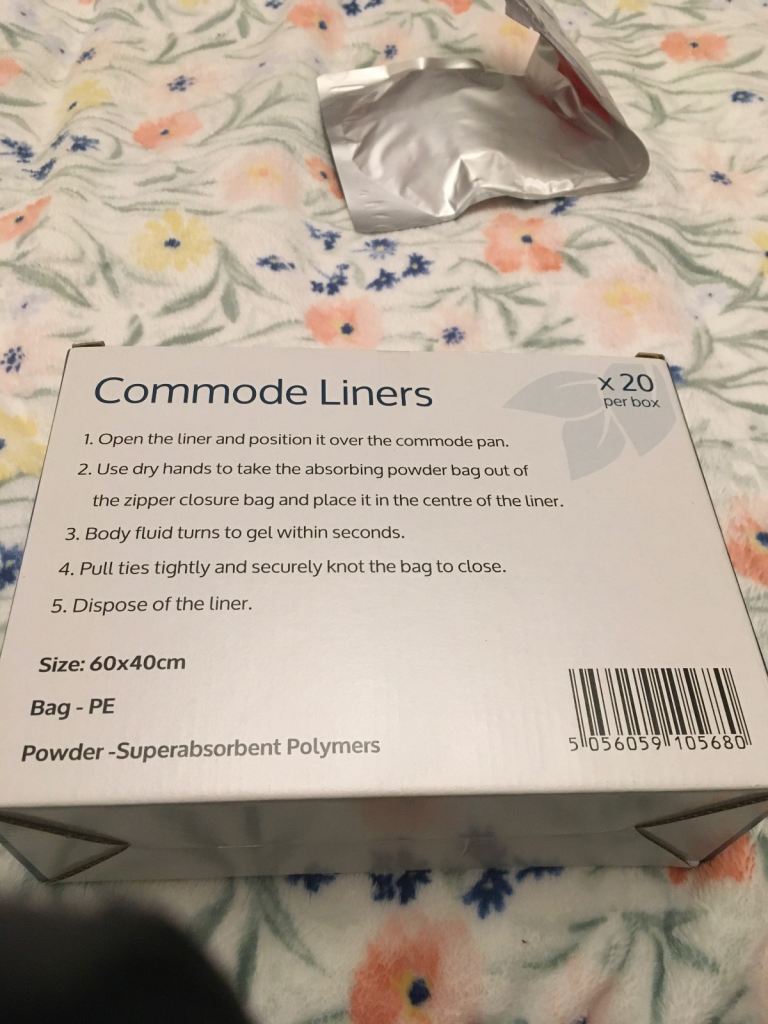 Commode Liners
x 20
per box
1. Open the liner and position it over the commode pan.
2. Use dry hands to take the absorbing powder bag out of
the zipper closure bag and place it in the centre of the liner.
3. Body fluid turns to gel within seconds.
4. Pull ties tightly and securely knot the bag to close.
5. Dispose of the liner.
Size: 60x40cm
Bag - PE
Powder -Superabsorbent Polymers
5 056059 105680